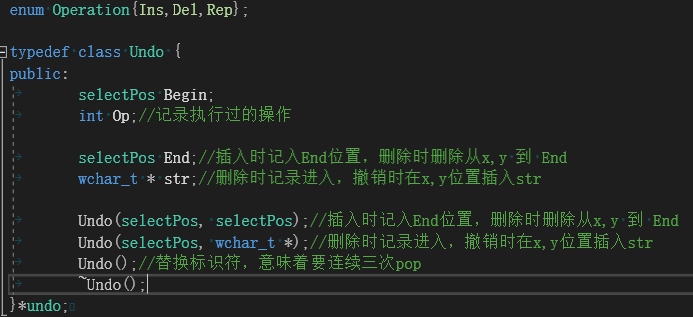 enum Operation{Ins,Del,Rep};
typedef class Undo {
public:
selectPos Begin;
int Op;//记录执行过的操作
selectPos End;//插入时记入End位置，删除时删除从x,y 到 End
wchar_t * str;//删除时记录进入，撤销时在x,y位置插入str
Undo(selectPos, selectPos);//插入时记入End位置，删除时删除从x,y 到 End
Undo(selectPos, wchar_t *);//删除时记录进入，撤销时在x,y位置插入str
Undo();//替换标识符，意味着要连续三次pop
~Undo();
}*undo;